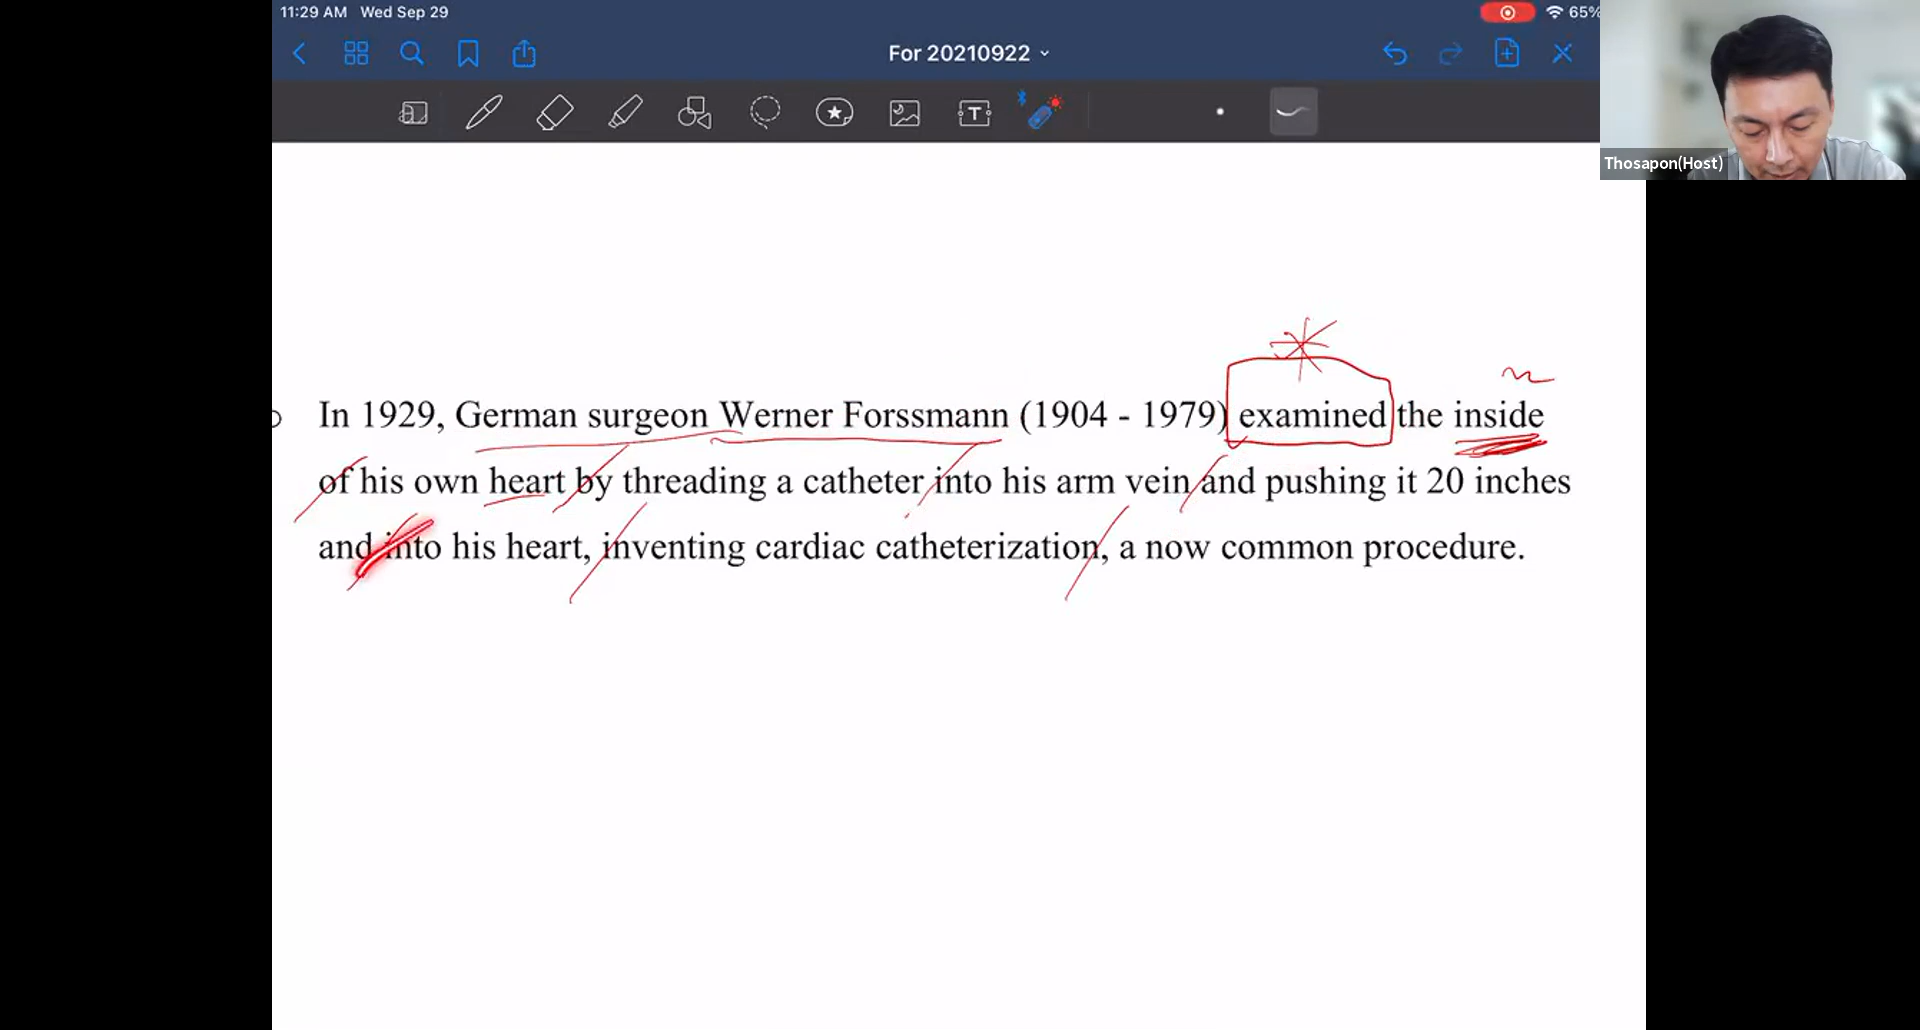 11:29 AM Wed Sep 29
65%
For 20210922
T
Thosapon(Host)
In 1929, German surgeon Werner Forssmann (1904 - 1979) examined the inside
n
of his own heart by threading a catheter into his arm vein and pushing it 20 inches
and into his heart, inventing cardiac catheterization, a now common procedure.